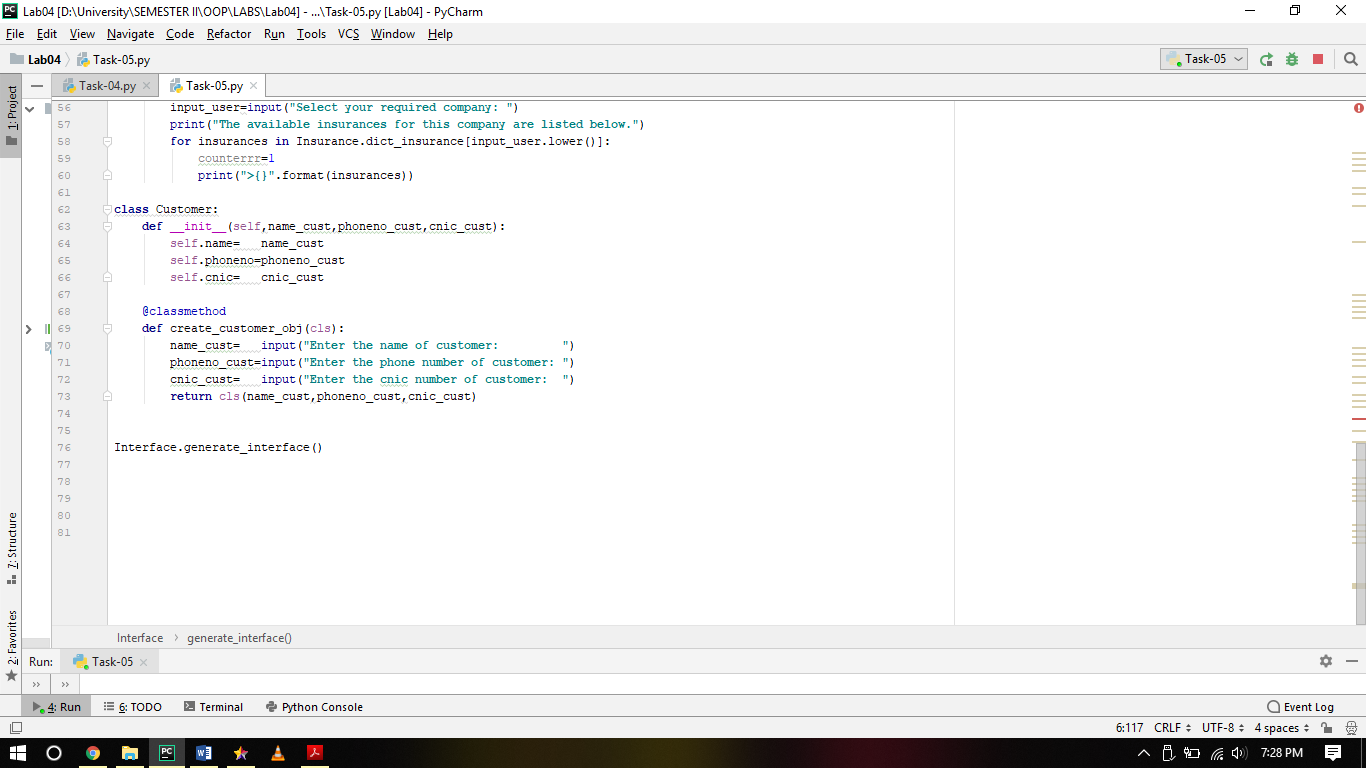 Lab04 [D:\University\SEMESTER II\OOP\LABS\Lab04] - ...\Task-05.py [Lab04] - PyCharm
File Edit View Navigate Code Refactor Run Tools VCS Window Help
Lab04 Task-05.py Task-05
1: Project Task-04.py Task-05.py
56 input_user=input("Select your required company: ")
57 print("The available insurances for this company are listed below.")
58 for insurances in Insurance.dict_insurance[input_user.lower()]:
59 counterrr=1
60 print(">{}".format(insurances))
61
62 class Customer:
63 def __init__(self,name_cust,phoneno_cust,cnic_cust):
64 self.name=   name_cust
65 self.phoneno=phoneno_cust
66 self.cnic=   cnic_cust
67
68 @classmethod
69 def create_customer_obj(cls):
70 name_cust=   input("Enter the name of customer:         ")
71 phoneno_cust=input("Enter the phone number of customer: ")
72 cnic_cust=   input("Enter the cnic number of customer:  ")
73 return cls(name_cust,phoneno_cust,cnic_cust)
74
75
76 Interface.generate_interface()
77
78
79
80
81
7: Structure
2: Favorites
Interface > generate_interface()
Run: Task-05
>> >>
4: Run 6: TODO Terminal Python Console Event Log
6:117 CRLF UTF-8 4 spaces
PC W 7:28 PM